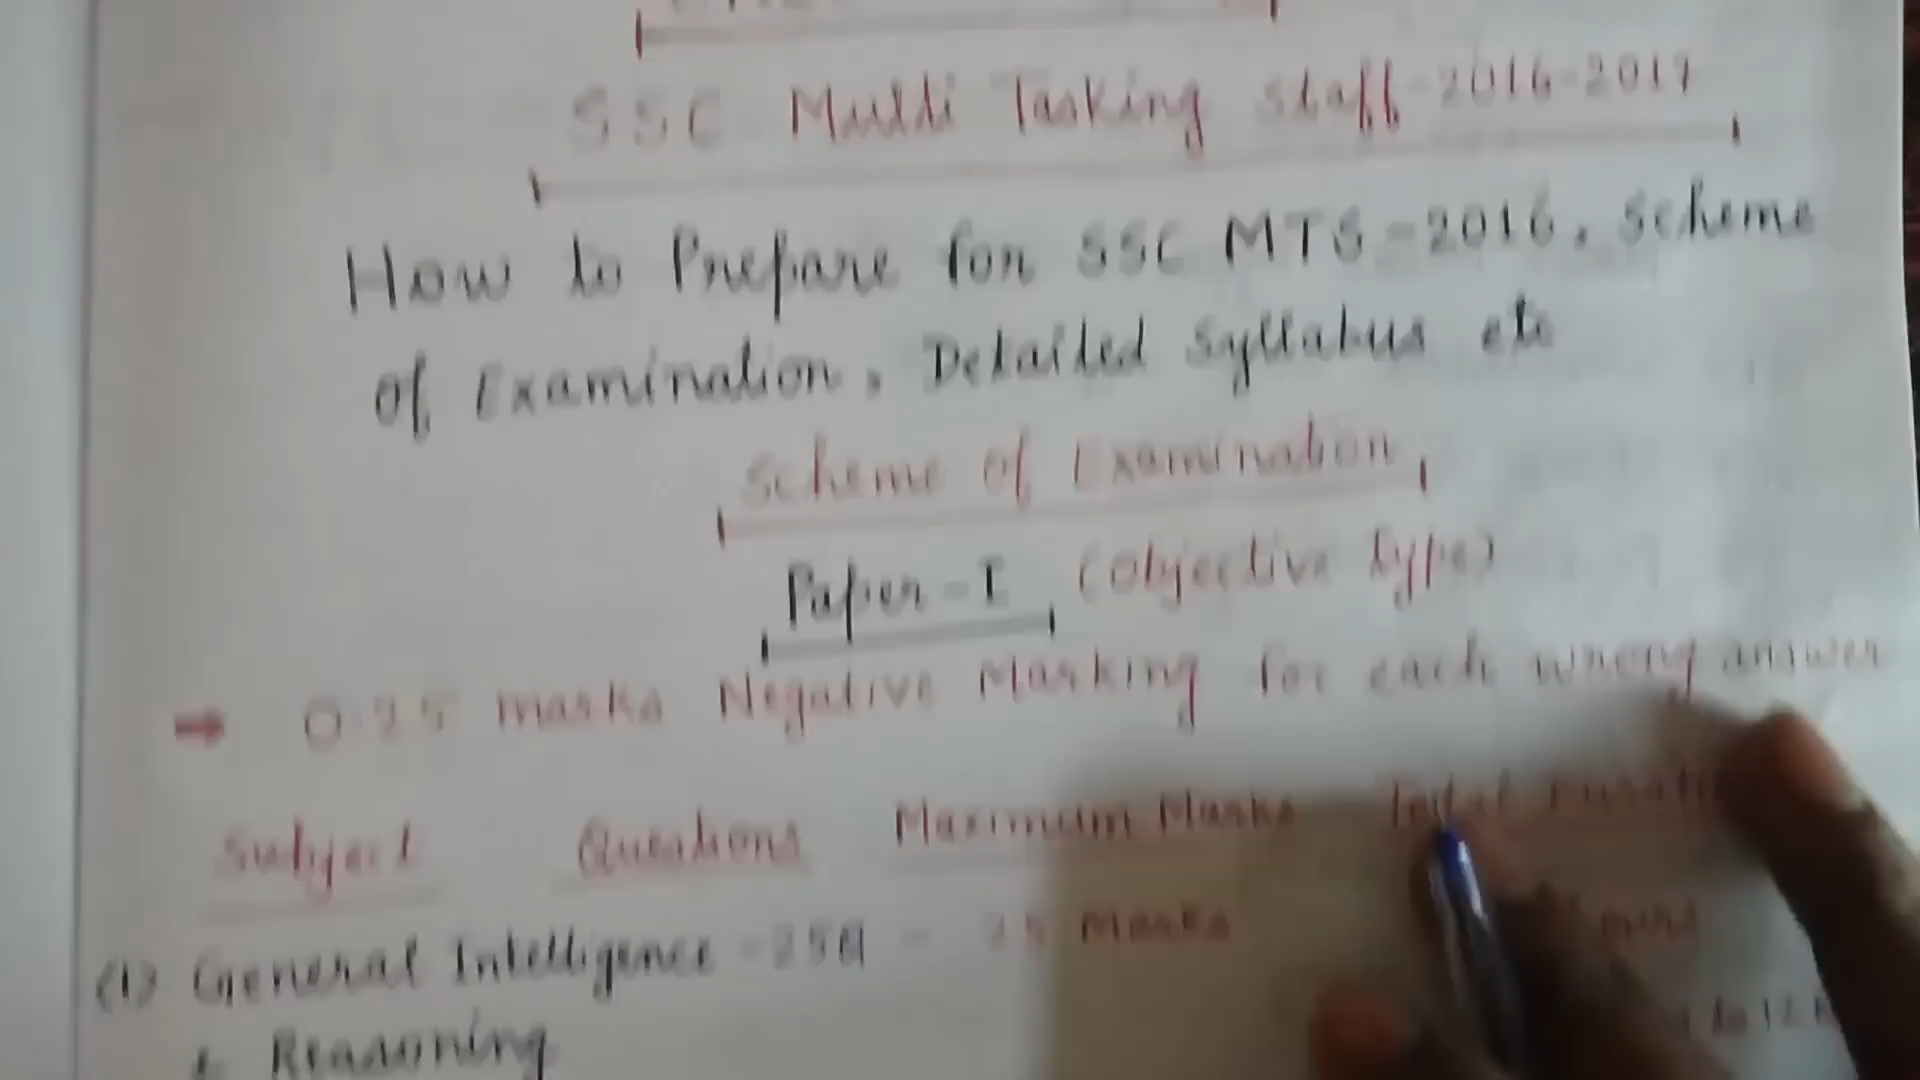 SSC Multi Tasking Staff-2016-2017
How to Prepare for SSC MTS-2016, Scheme
of Examination, Detailed Syllabus etc
Scheme of Examination
Paper-I (Objective type)
➡ 0.25 marks Negative Marking for each wrong answer
Subject Questions Maximum Marks Total
(1) General Intelligence -25Q - 25 Marks
& Reasoning